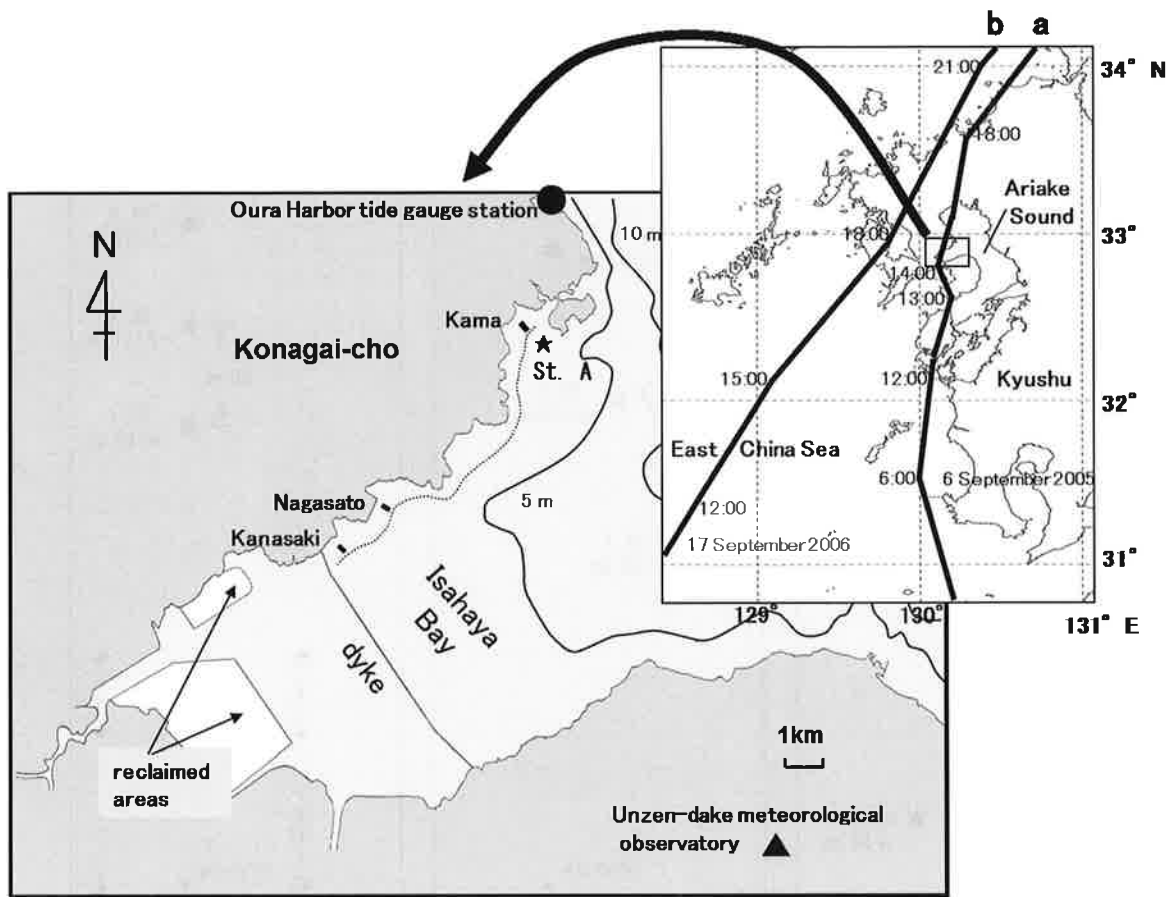 b a
21:00
34° N
18:00
Ariake
Sound
Oura Harbor tide gauge station
10 m
N
18:00
33°
14:00
13:00
Kama
Konagai-cho
St. A
15:00
12:00
Kyushu
32°
East China Sea
6:00
6 September 2005
Nagasato
5 m
12:00
Kanasaki
17 September 2006
31°
Isahaya
Bay
129°
130°
131° E
dyke
1km
reclaimed
areas
Unzen-dake meteorological
observatory